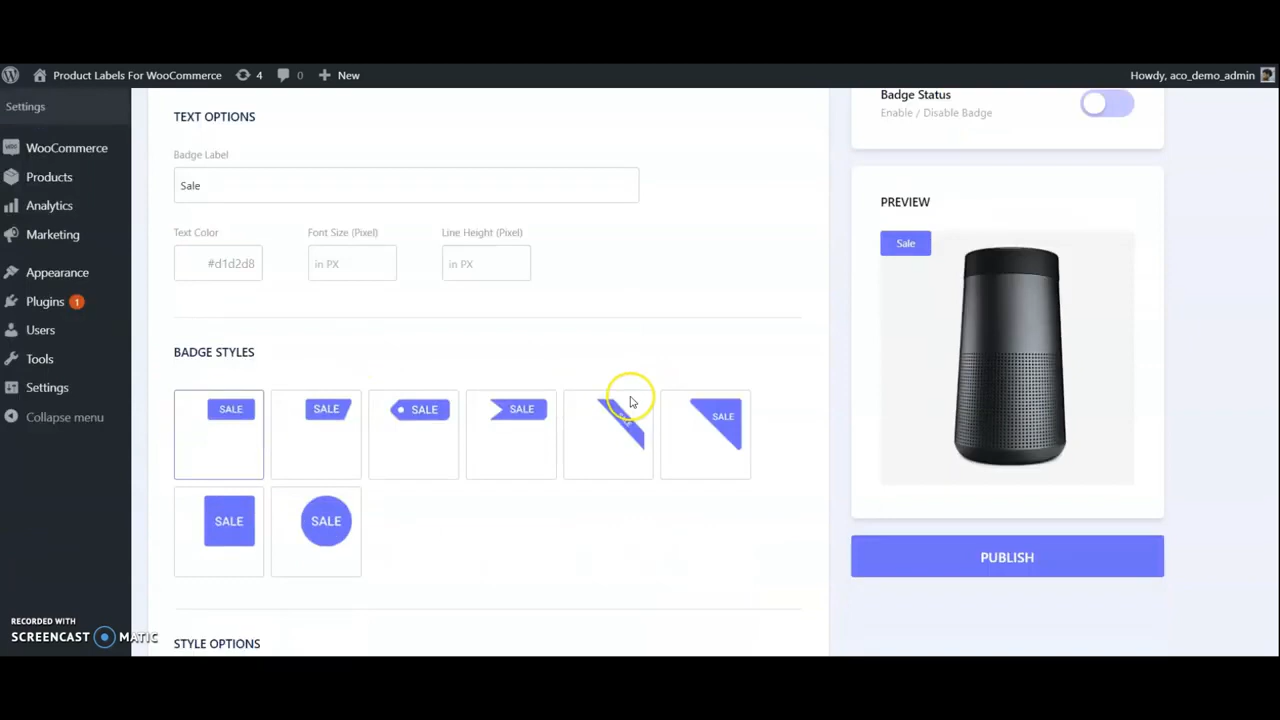 Product Labels For WooCommerce 4 0 New Howdy, aco_demo_admin
Settings
WooCommerce
Products
Analytics
Marketing
Appearance
Plugins 1
Users
Tools
Settings
Collapse menu
RECORDED WITH
SCREENCAST MATIC
TEXT OPTIONS
Badge Label
Sale
Text Color Font Size (Pixel) Line Height (Pixel)
#d1d2d8 in PX in PX
BADGE STYLES
SALE SALE SALE SALE SALE
SALE SALE
STYLE OPTIONS
Badge Status
Enable / Disable Badge
PREVIEW
Sale
PUBLISH